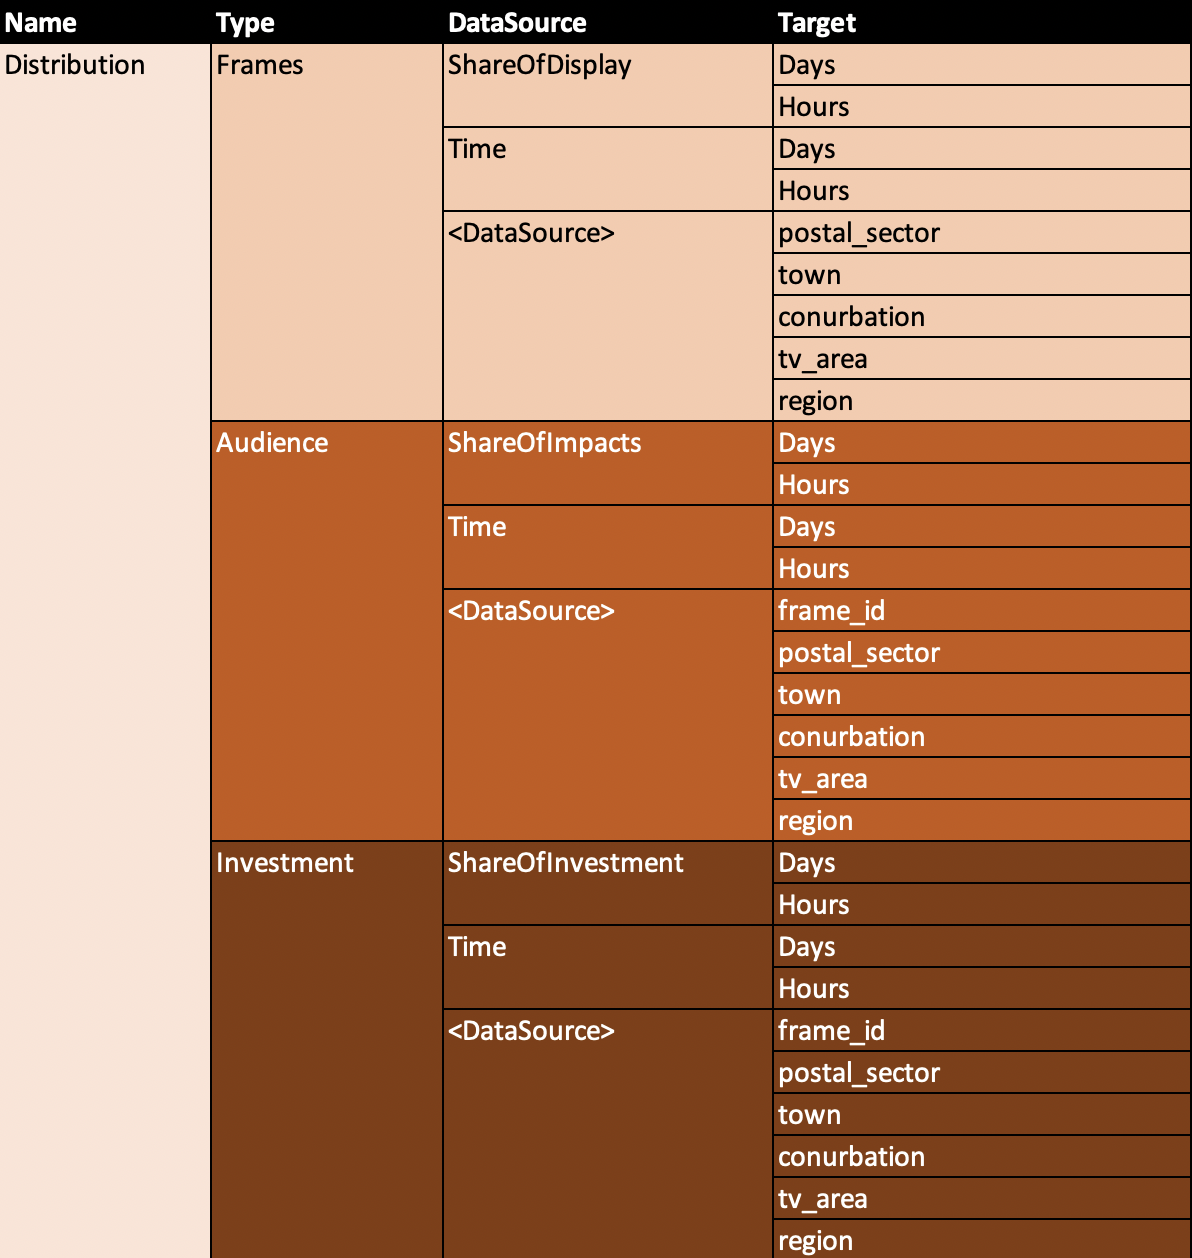 Name Type DataSource Target
Distribution Frames ShareOfDisplay Days
Hours
Time Days
Hours
<DataSource> postal_sector
town
conurbation
tv_area
region
Audience ShareOfImpacts Days
Hours
Time Days
Hours
<DataSource> frame_id
postal_sector
town
conurbation
tv_area
region
Investment ShareOfInvestment Days
Hours
Time Days
Hours
<DataSource> frame_id
postal_sector
town
conurbation
tv_area
region